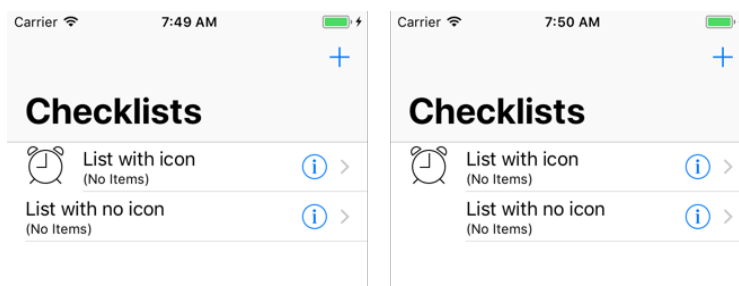 Carrier 7:49 AM
+
Checklists
List with icon
(No Items)
List with no icon
(No Items)
Carrier 7:50 AM
+
Checklists
List with icon
(No Items)
List with no icon
(No Items)